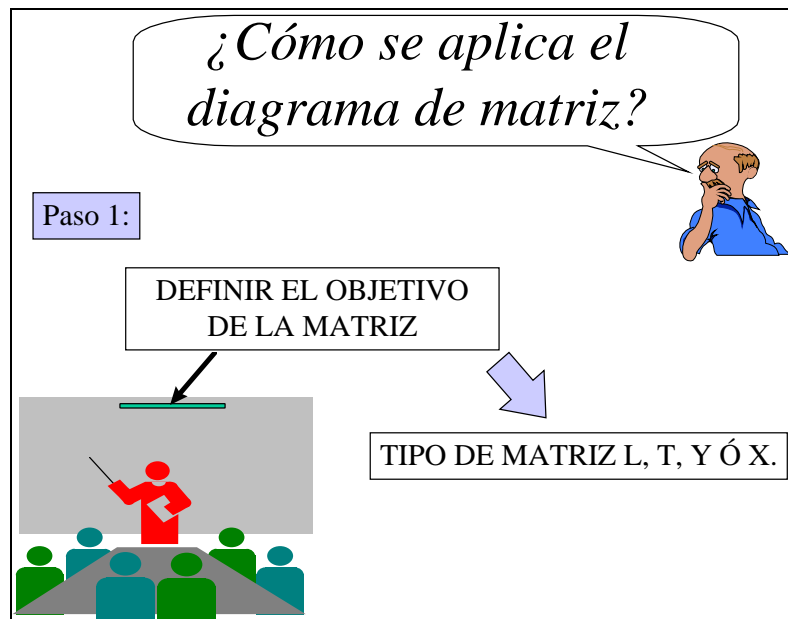 ¿Cómo se aplica el
diagrama de matriz?
Paso 1:
DEFINIR EL OBJETIVO
DE LA MATRIZ
TIPO DE MATRIZ L, T, Y Ó X.